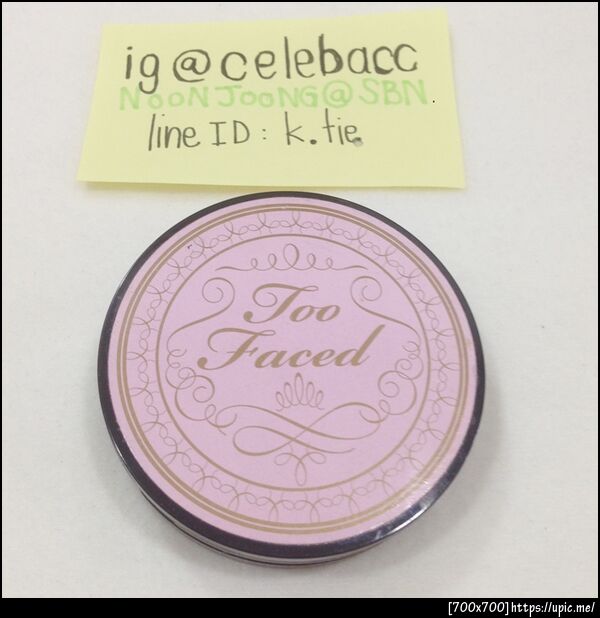 ig@celebacc
NOONJOONG@SBN.
line ID : k.tie
Too
Faced
[700x700]https://upic.me/